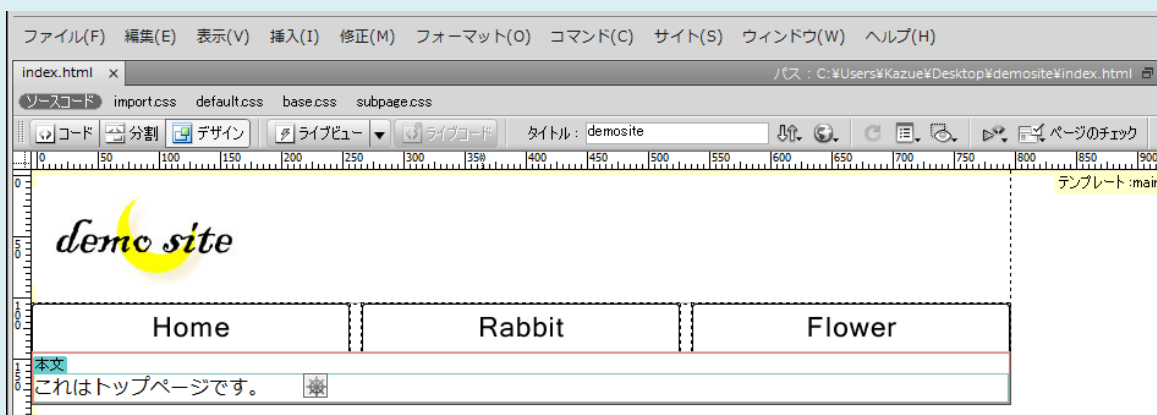 ファイル(F) 編集(E) 表示(V) 挿入(I) 修正(M) フォーマット(O) コマンド(C) サイト(S) ウィンドウ(W) ヘルプ(H)
index.html × パス : C:¥Users¥Kazue¥Desktop¥demosite¥index.html
ソースコード import.css default.css base.css subpage.css
コード 分割 デザイン ライブビュー ライブコード タイトル : demosite ページのチェック
0 50 100 150 200 250 300 350 400 450 500 550 600 650 700 750 800 850 900
テンプレート :main
0
demo site
50
100
Home Rabbit Flower
150
本文
これはトップページです。